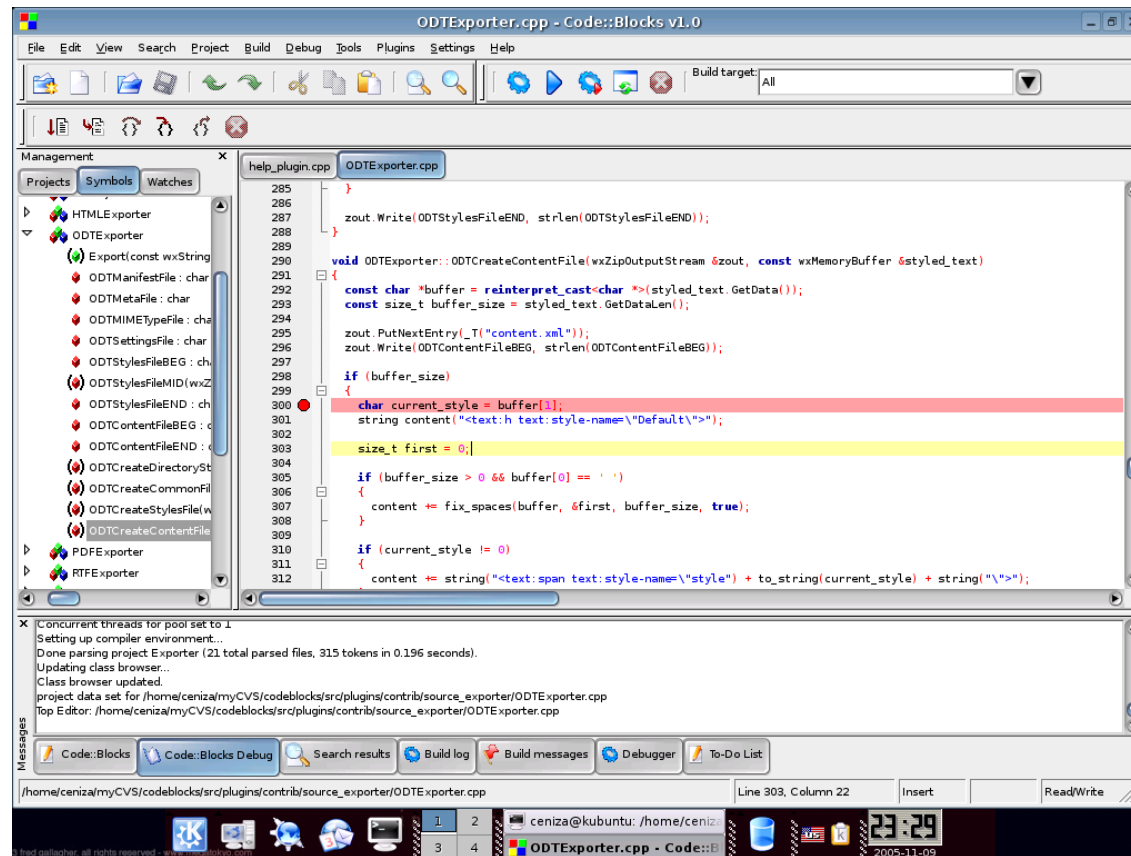 ODTExporter.cpp - Code::Blocks v1.0
File Edit View Search Project Build Debug Tools Plugins Settings Help
Build target: All
Management
Projects Symbols Watches
HTMLExporter
ODTExporter
Export(const wxString
ODTManifestFile : char
ODTMetaFile : char
ODTMIMETypeFile : cha
ODTSettingsFile : char
ODTStylesFileBEG : ch
ODTStylesFileMID(wxZ
ODTStylesFileEND : ch
ODTContentFileBEG : c
ODTContentFileEND : c
ODTCreateDirectorySt
ODTCreateCommonFil
ODTCreateStylesFile(w
ODTCreateContentFile
PDFExporter
RTFExporter
help_plugin.cpp ODTExporter.cpp
285 }
286
287 zout.Write(ODTStylesFileEND, strlen(ODTStylesFileEND));
288 }
289
290 void ODTExporter::ODTCreateContentFile(wxZipOutputStream &zout, const wxMemoryBuffer &styled_text)
291 {
292 const char *buffer = reinterpret_cast<char *>(styled_text.GetData());
293 const size_t buffer_size = styled_text.GetDataLen();
294
295 zout.PutNextEntry(_T("content.xml"));
296 zout.Write(ODTContentFileBEG, strlen(ODTContentFileBEG));
297
298 if (buffer_size)
299 {
300 char current_style = buffer[1];
301 string content("<text:h text:style-name=\"Default\">");
302
303 size_t first = 0;
304
305 if (buffer_size > 0 && buffer[0] == ' ')
306 {
307 content += fix_spaces(buffer, &first, buffer_size, true);
308 }
309
310 if (current_style != 0)
311 {
312 content += string("<text:span text:style-name=\"style") + to_string(current_style) + string("\">");
Concurrent threads for pool set to 1
Setting up compiler environment...
Done parsing project Exporter (21 total parsed files, 315 tokens in 0.196 seconds).
Updating class browser...
Class browser updated.
project data set for /home/ceniza/myCVS/codeblocks/src/plugins/contrib/source_exporter/ODTExporter.cpp
Top Editor: /home/ceniza/myCVS/codeblocks/src/plugins/contrib/source_exporter/ODTExporter.cpp
Messages
Code::Blocks Code::Blocks Debug Search results Build log Build messages Debugger To-Do List
/home/ceniza/myCVS/codeblocks/src/plugins/contrib/source_exporter/ODTExporter.cpp Line 303, Column 22 Insert Read/Write
1 2 ceniza@kubuntu: /home/ceniza
3 4 ODTExporter.cpp - Code::B
US 23:29
2005-11-09
3 fred gallagher, all rights reserved - www.megatokyo.com